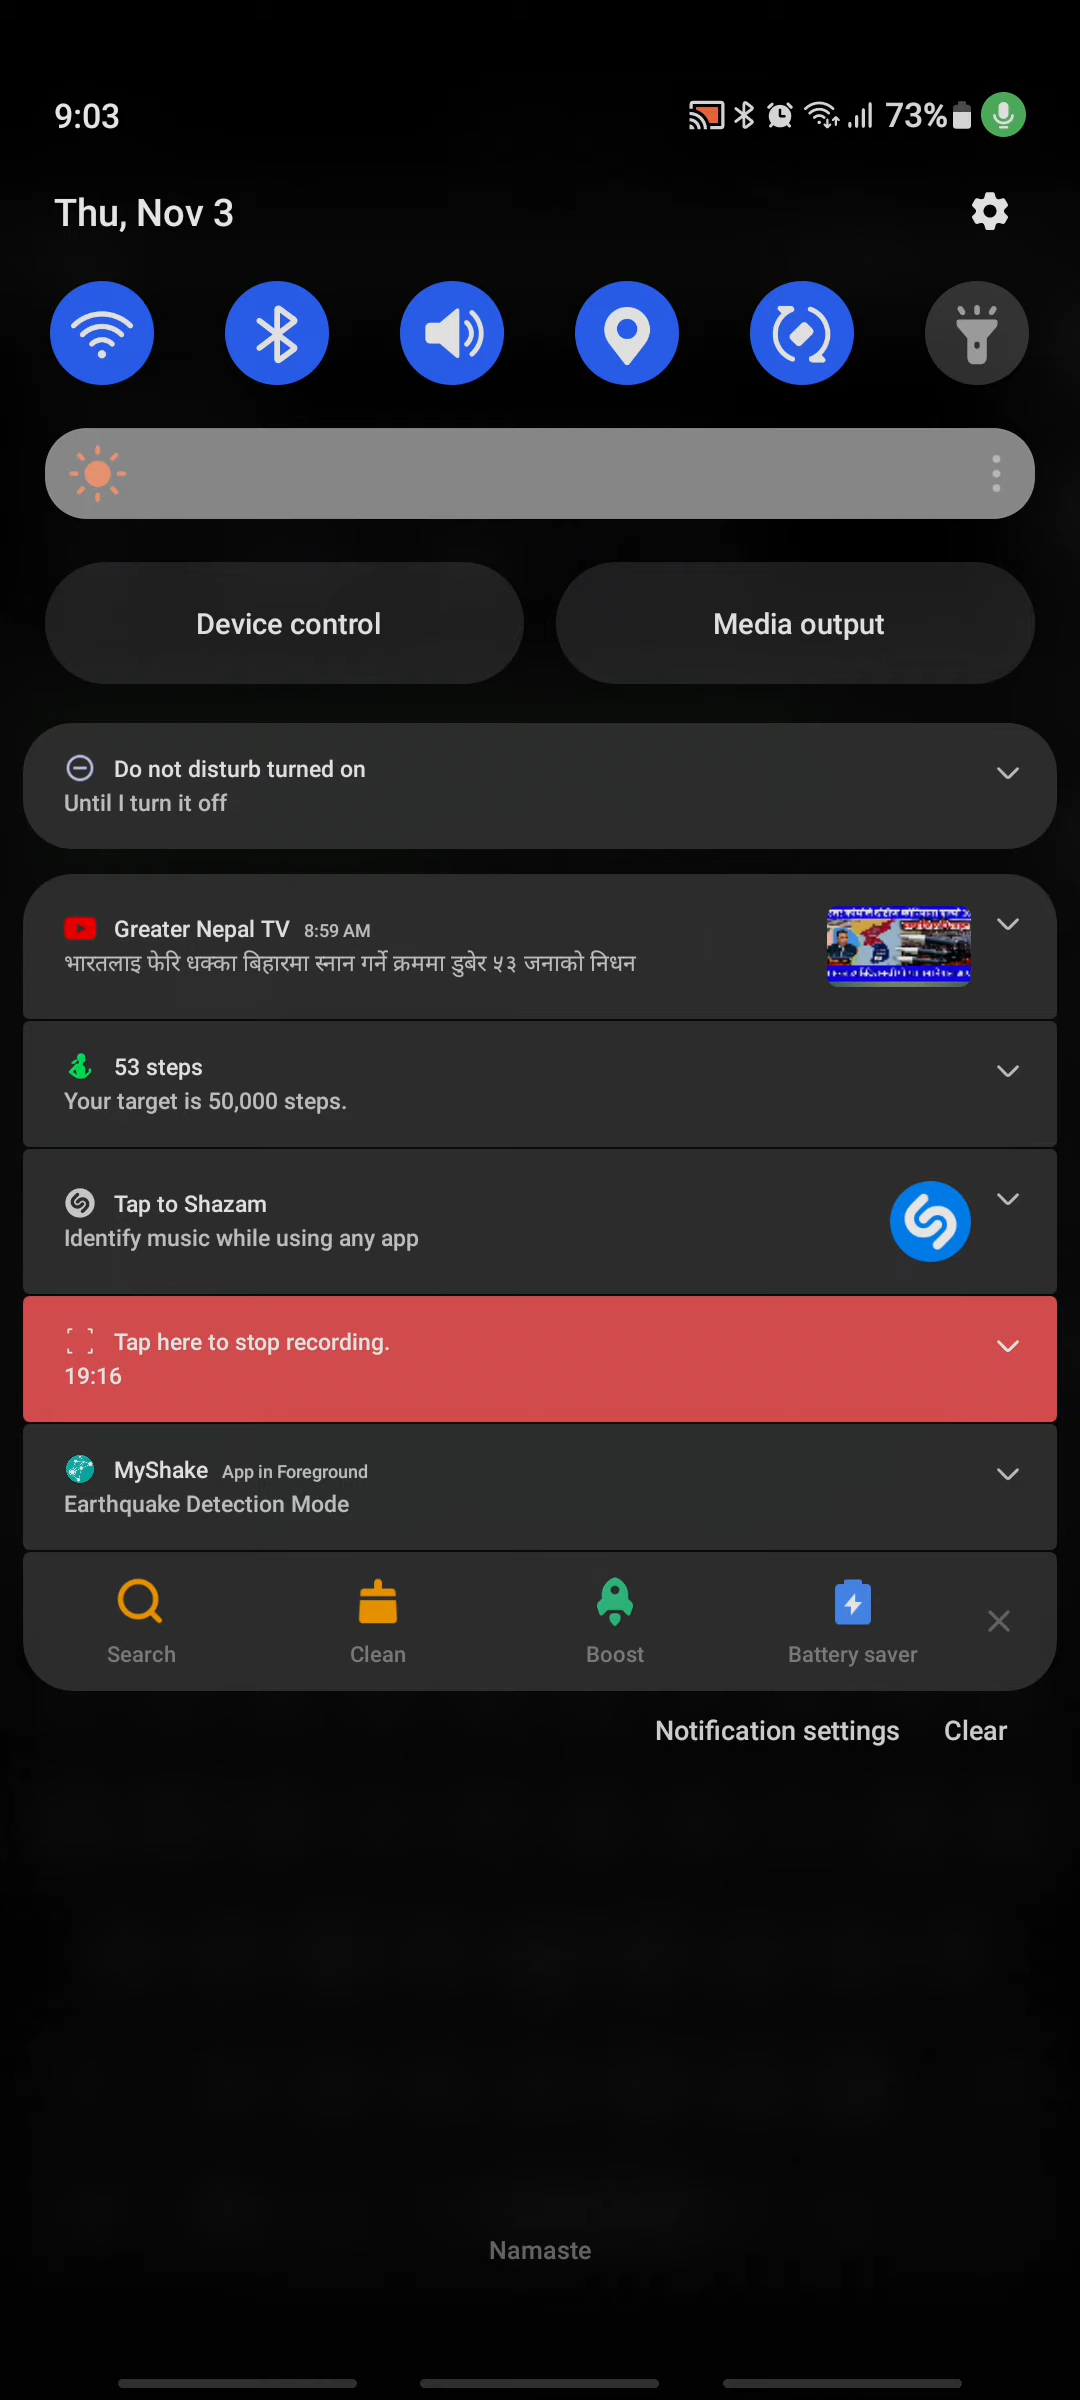 9:03
73%
Thu, Nov 3
Device control
Media output
Do not disturb turned on
Until I turn it off
Greater Nepal TV 8:59 AM
भारतलाइ फेरि धक्का बिहारमा स्नान गर्ने क्रममा डुबेर ५३ जनाको निधन
53 steps
Your target is 50,000 steps.
Tap to Shazam
Identify music while using any app
Tap here to stop recording.
19:16
MyShake App in Foreground
Earthquake Detection Mode
Search
Clean
Boost
Battery saver
Notification settings
Clear
Namaste